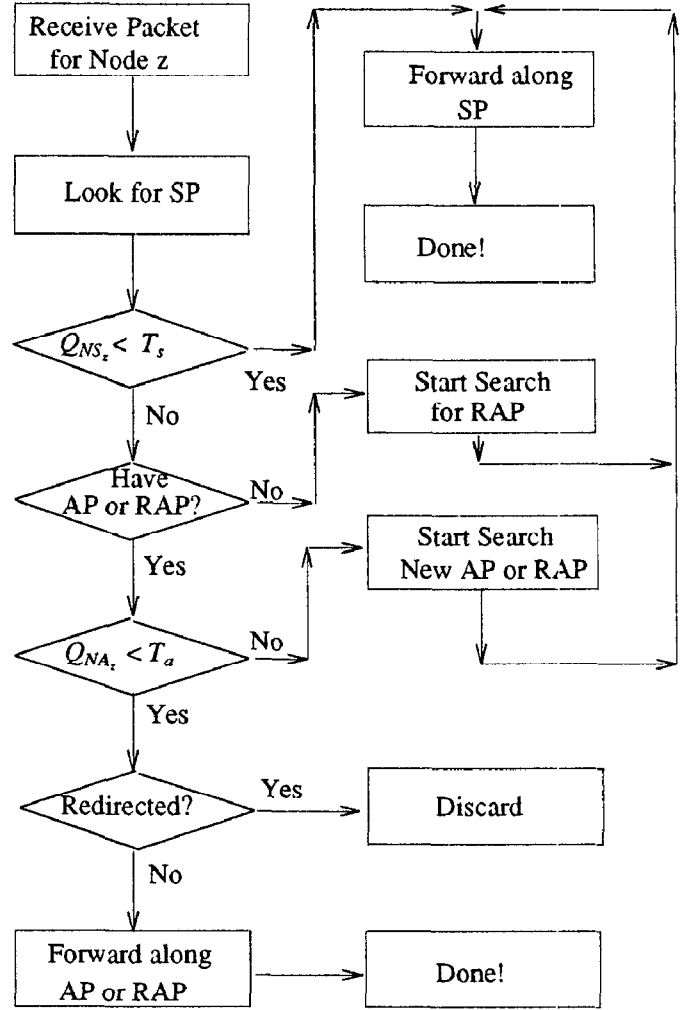 Receive Packet
for Node z
Look for SP
Q_{NS_z} < T_s
Yes
No
Have
AP or RAP?
No
Yes
Q_{NA_z} < T_a
No
Yes
Redirected?
Yes
No
Forward along
AP or RAP
Forward along
SP
Done!
Start Search
for RAP
Start Search
New AP or RAP
Discard
Done!